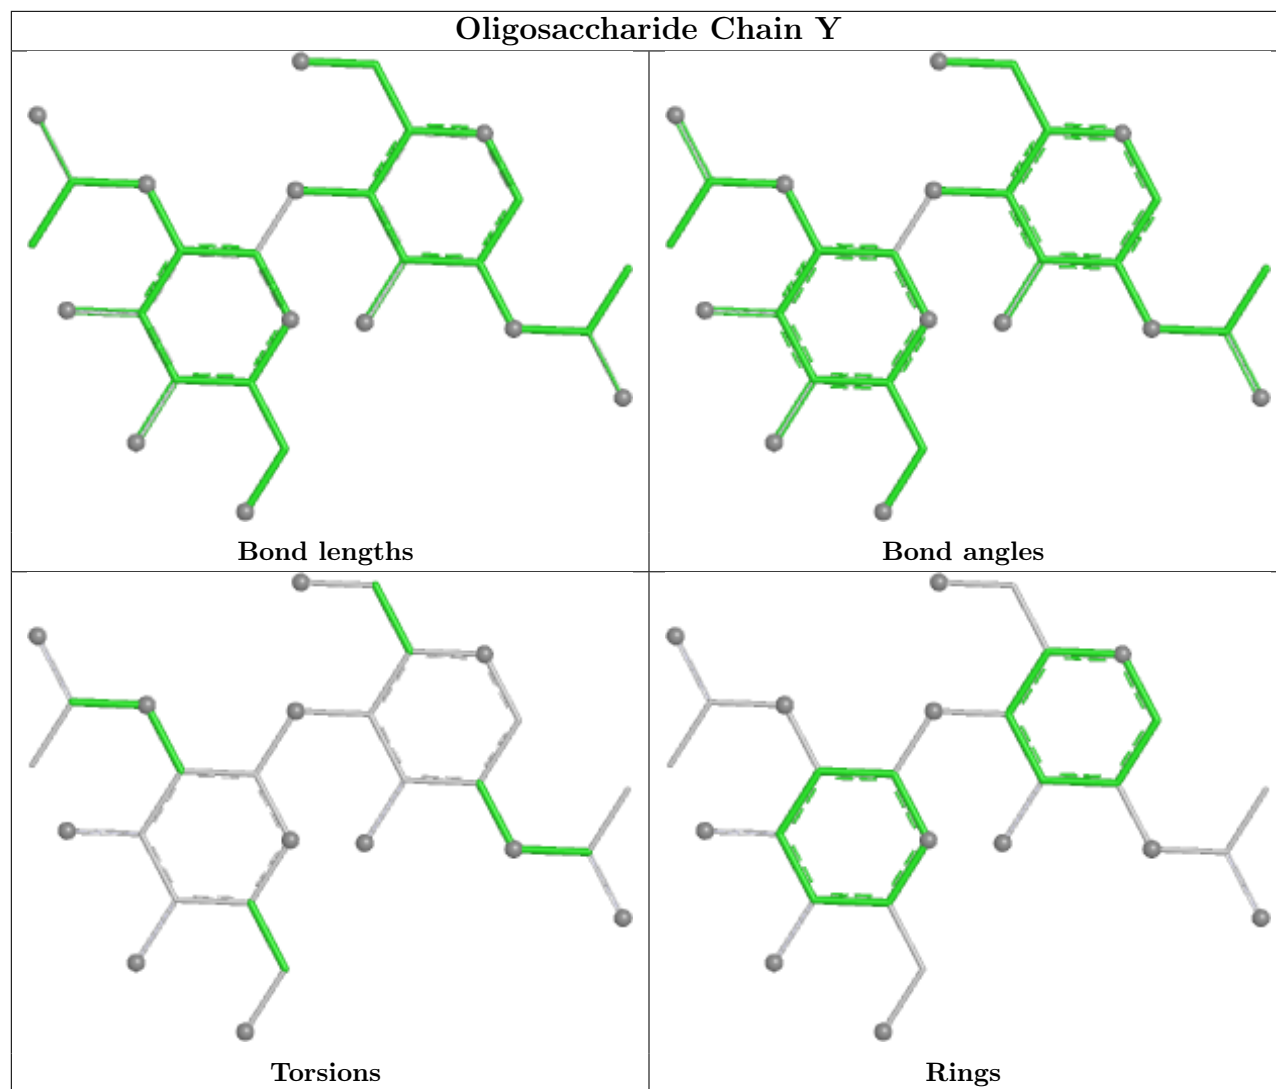 Oligosaccharide Chain Y
Bond lengths
Bond angles
Torsions
Rings